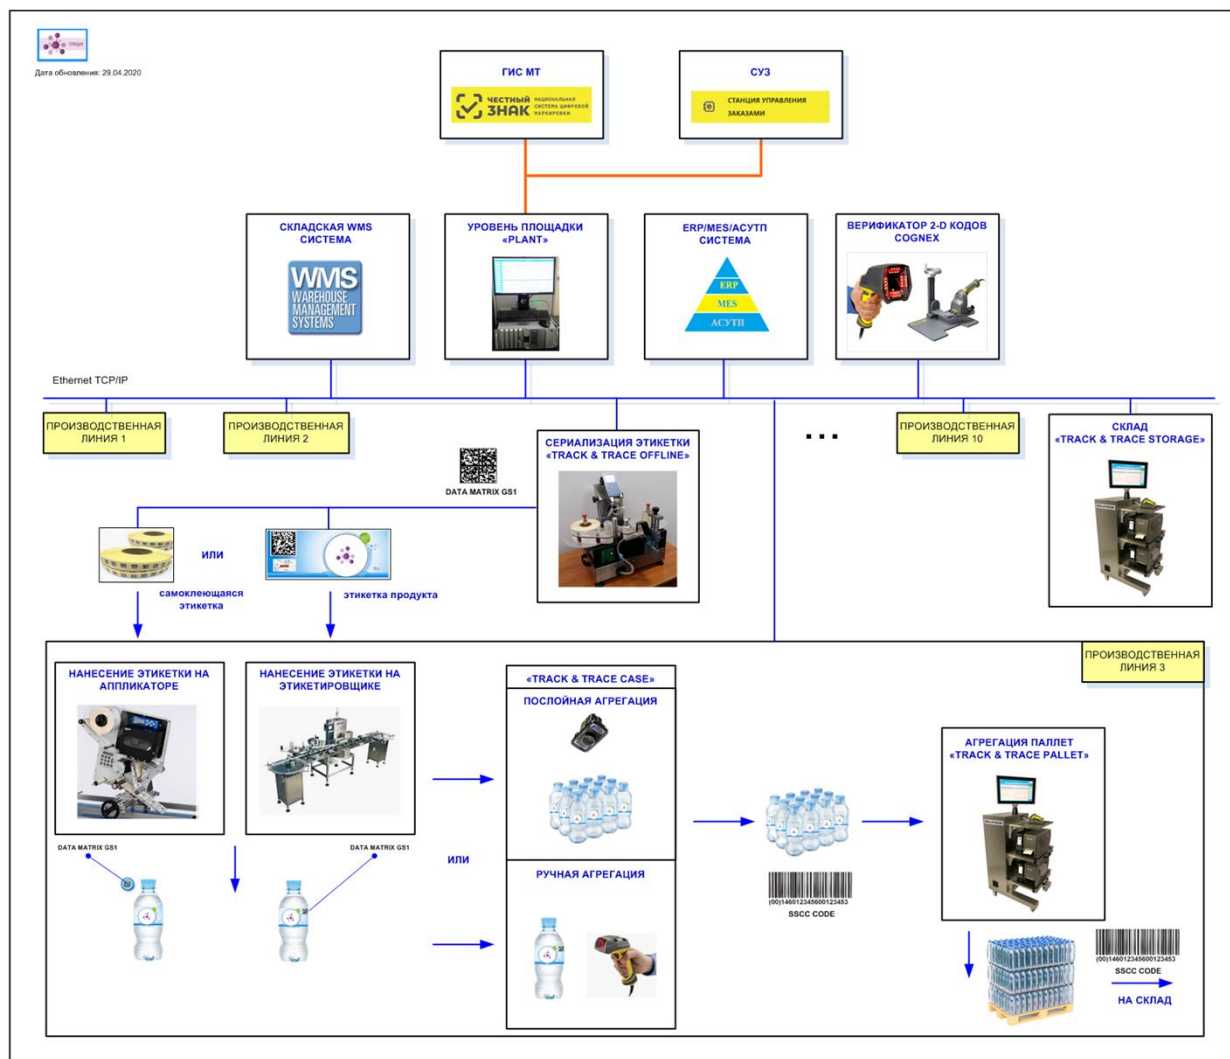 VRijet
Дата обновления: 29.04.2020
ГИС МТ
ЧЕСТНЫЙ
ЗНАК
НАЦИОНАЛЬНАЯ
СИСТЕМА ЦИФРОВОЙ
МАРКИРОВКИ
СУЗ
СТАНЦИЯ УПРАВЛЕНИЯ
ЗАКАЗАМИ
СКЛАДСКАЯ WMS
СИСТЕМА
WMS
WAREHOUSE
MANAGEMENT
SYSTEMS
УРОВЕНЬ ПЛОЩАДКИ
«PLANT»
ERP/MES/АСУТП
СИСТЕМА
ERP
MES
АСУТП
ВЕРИФИКАТОР 2-D КОДОВ
COGNEX
Ethernet TCP/IP
ПРОИЗВОДСТВЕННАЯ
ЛИНИЯ 1
ПРОИЗВОДСТВЕННАЯ
ЛИНИЯ 2
СЕРИАЛИЗАЦИЯ ЭТИКЕТКИ
«TRACK & TRACE OFFLINE»
...
ПРОИЗВОДСТВЕННАЯ
ЛИНИЯ 10
СКЛАД
«TRACK & TRACE STORAGE»
DATA MATRIX GS1
ИЛИ
самоклеющаяся
этикетка
этикетка продукта
ПРОИЗВОДСТВЕННАЯ
ЛИНИЯ 3
НАНЕСЕНИЕ ЭТИКЕТКИ НА
АППЛИКАТОРЕ
НАНЕСЕНИЕ ЭТИКЕТКИ НА
ЭТИКЕТИРОВЩИКЕ
«TRACK & TRACE CASE»
ПОСЛОЙНАЯ АГРЕГАЦИЯ
АГРЕГАЦИЯ ПАЛЛЕТ
«TRACK & TRACE PALLET»
DATA MATRIX GS1
DATA MATRIX GS1
ИЛИ
РУЧНАЯ АГРЕГАЦИЯ
(00)146012345600123453
SSCC CODE
(00)146012345600123453
SSCC CODE
НА СКЛАД